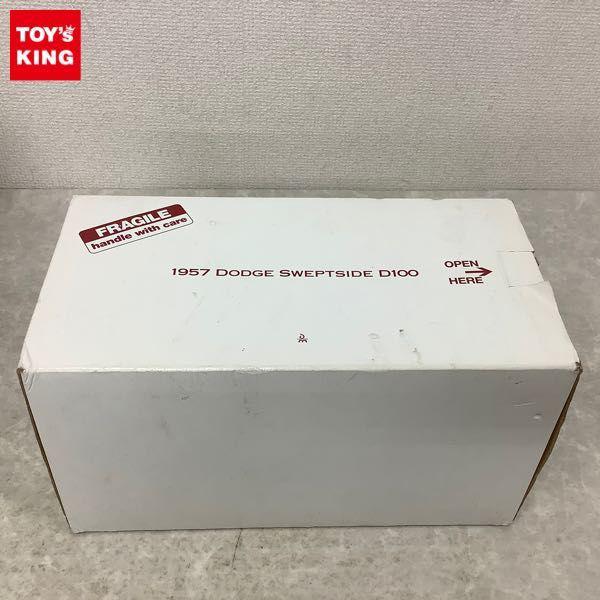 TOY's
KING
FRAGILE
handle with care
1957 DODGE SWEPTSIDE D100
OPEN
HERE